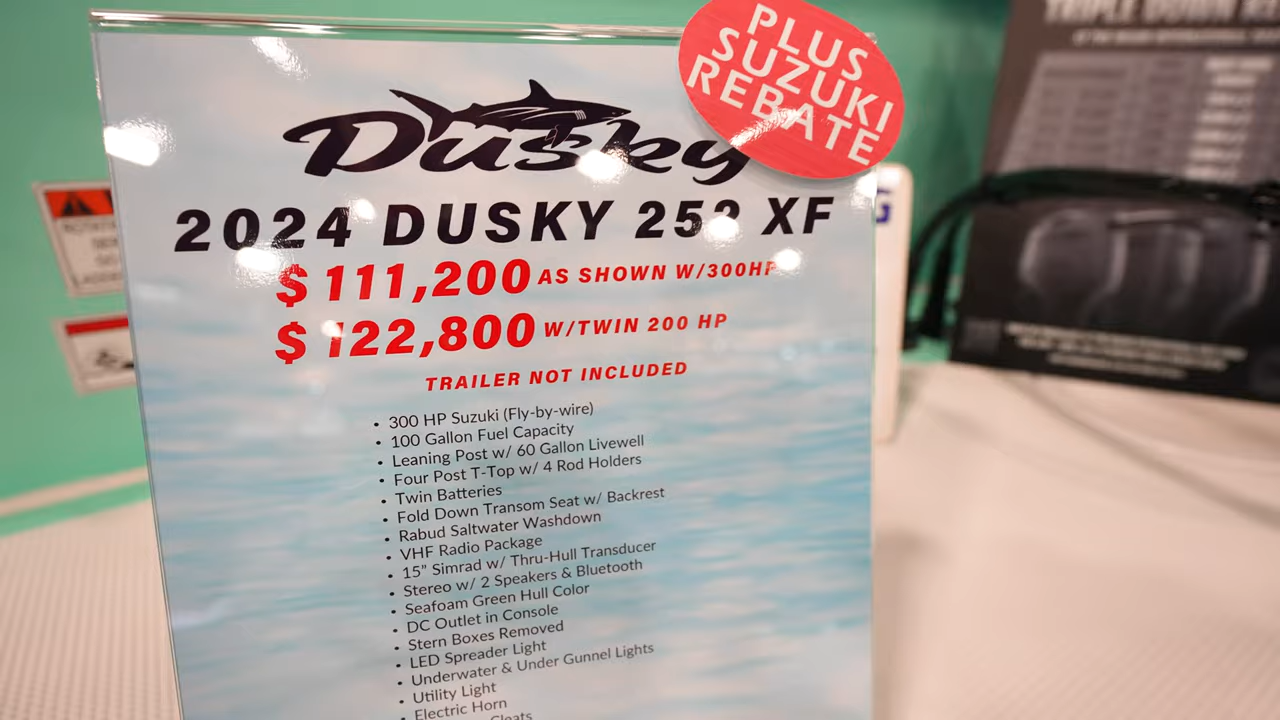 PLUS
SUZUKI
REBATE
Dusky
2024 DUSKY 252 XF
$ 111,200 AS SHOWN W/300HP
$ 122,800 W/TWIN 200 HP
TRAILER NOT INCLUDED
• 300 HP Suzuki (Fly-by-wire)
• 100 Gallon Fuel Capacity
• Leaning Post w/ 60 Gallon Livewell
• Four Post T-Top w/ 4 Rod Holders
• Twin Batteries
• Fold Down Transom Seat w/ Backrest
• Rabud Saltwater Washdown
• VHF Radio Package
• 15” Simrad w/ Thru-Hull Transducer
• Stereo w/ 2 Speakers & Bluetooth
• Seafoam Green Hull Color
• DC Outlet in Console
• Stern Boxes Removed
• LED Spreader Light
• Underwater & Under Gunnel Lights
• Utility Light
• Electric Horn
Cleats
TRIPLE DOWN